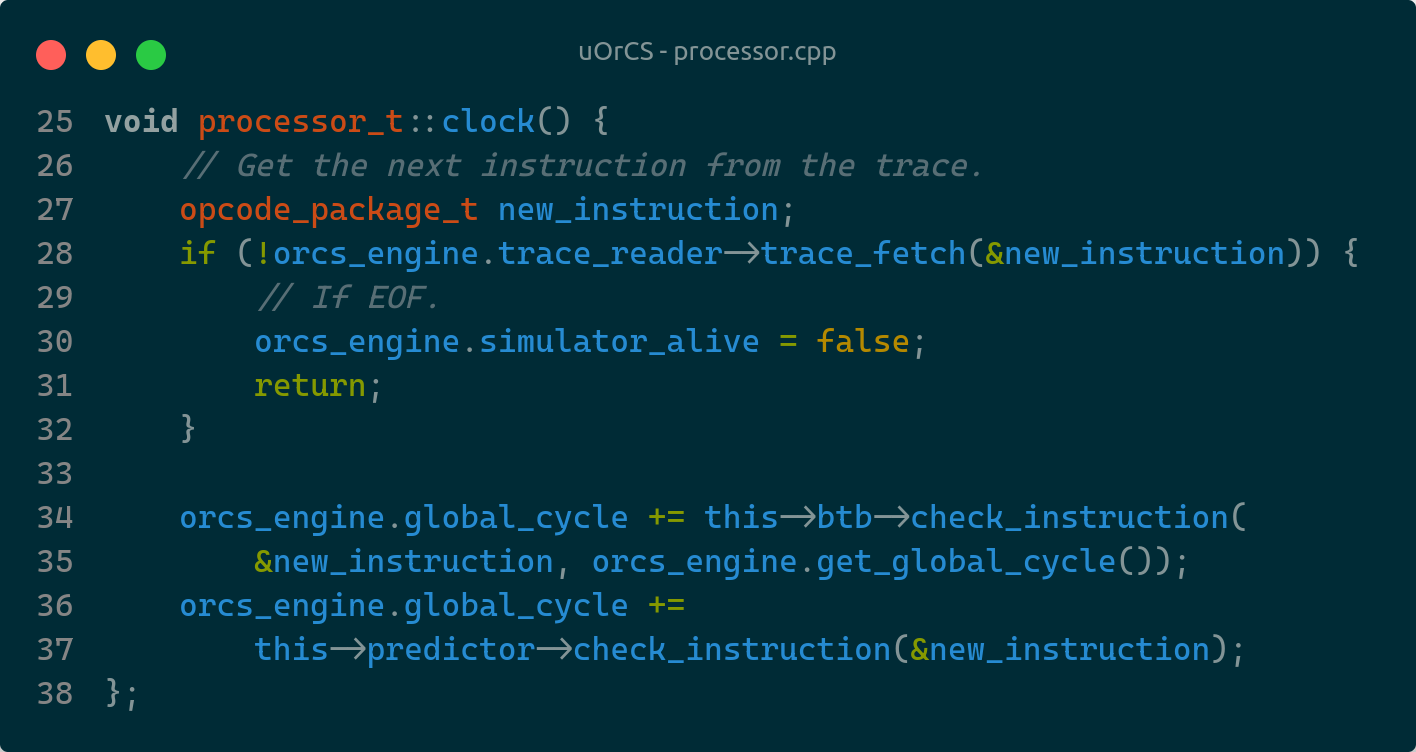 uOrCS - processor.cpp
25 void processor_t::clock() {
26     // Get the next instruction from the trace.
27     opcode_package_t new_instruction;
28     if (!orcs_engine.trace_reader->trace_fetch(&new_instruction)) {
29         // If EOF.
30         orcs_engine.simulator_alive = false;
31         return;
32     }
33
34     orcs_engine.global_cycle += this->btb->check_instruction(
35         &new_instruction, orcs_engine.get_global_cycle());
36     orcs_engine.global_cycle +=
37         this->predictor->check_instruction(&new_instruction);
38 };